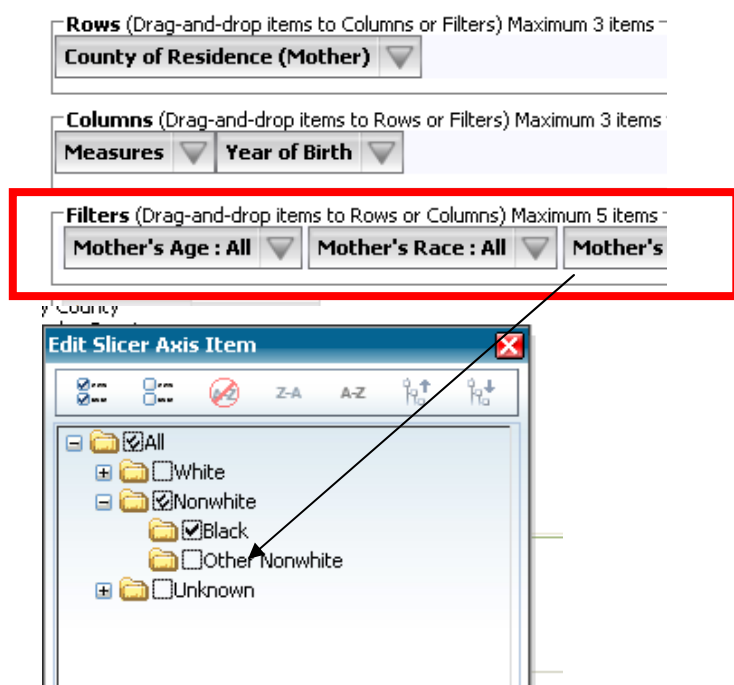 Rows (Drag-and-drop items to Columns or Filters) Maximum 3 items
County of Residence (Mother)
Columns (Drag-and-drop items to Rows or Filters) Maximum 3 items
Measures Year of Birth
Filters (Drag-and-drop items to Rows or Columns) Maximum 5 items
Mother's Age : All Mother's Race : All Mother's
y County
Edit Slicer Axis Item
A-Z Z-A A-Z
All
White
Nonwhite
Black
Other Nonwhite
Unknown